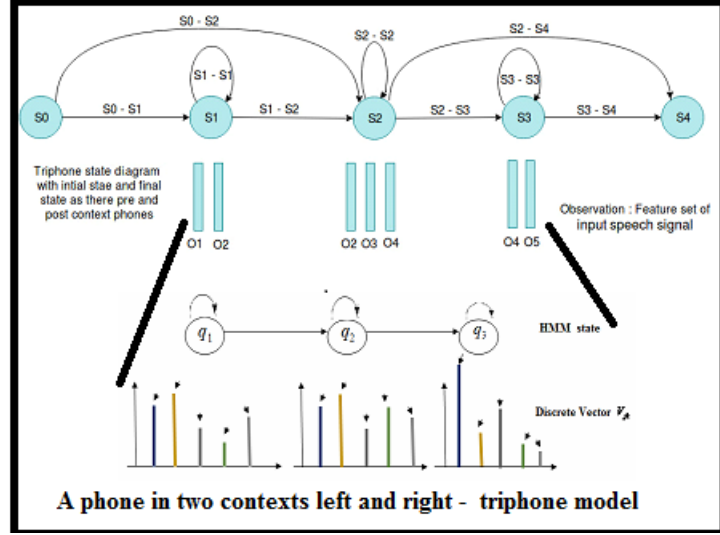 S0 - S2
S2 - S2
S2 - S4
S1 - S1
S3 - S3
S0 - S1
S1 - S2
S2 - S3
S3 - S4
S0
S1
S2
S3
S4
Triphone state diagram
with intial stae and final
state as there pre and
post context phones
Observation : Feature set of
input speech signal
O1 O2
O2 O3 O4
O4 O5
q1
q2
q3
HMM state
Discrete Vector
A phone in two contexts left and right - triphone model